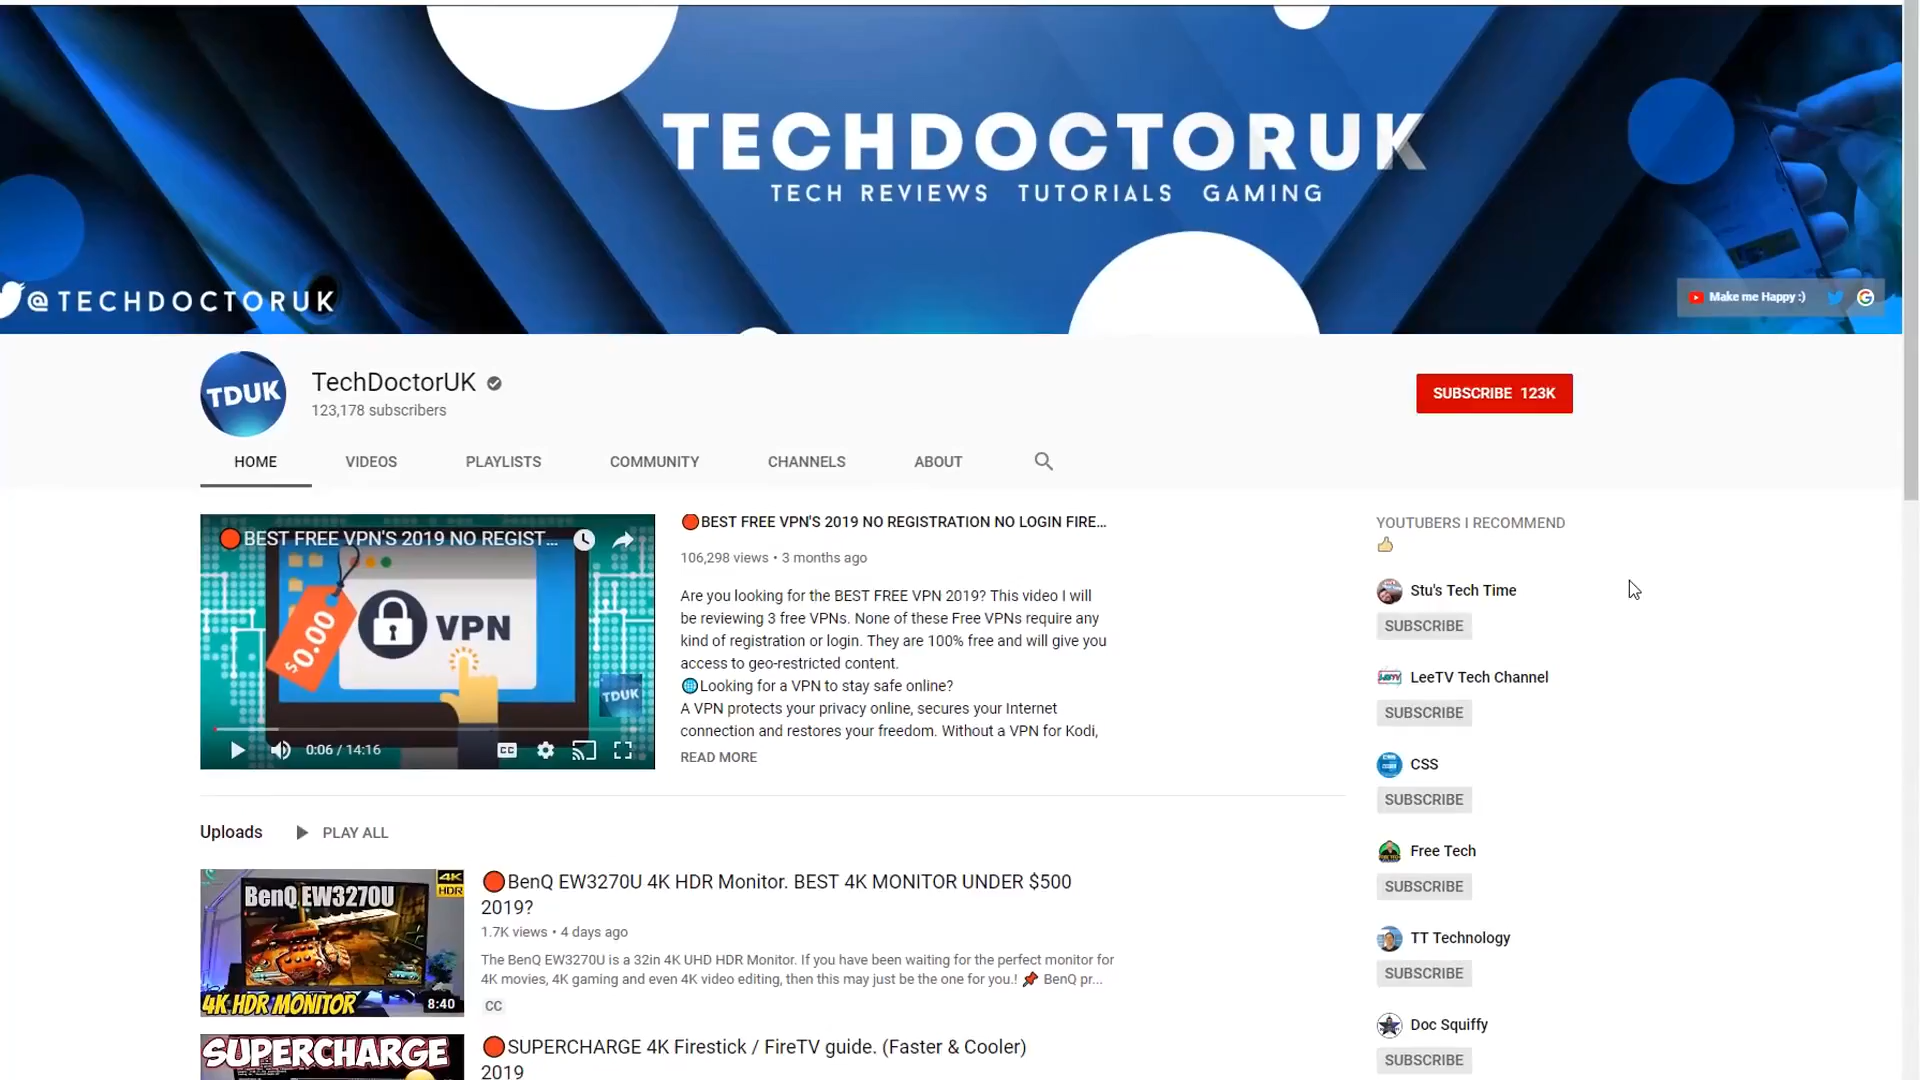 TECHDOCTORUK
TECH REVIEWS TUTORIALS GAMING
@TECHDOCTORUK
Make me Happy :)
TDUK
TechDoctorUK
123,178 subscribers
SUBSCRIBE 123K
HOME VIDEOS PLAYLISTS COMMUNITY CHANNELS ABOUT
🔴BEST FREE VPN'S 2019 NO REGIST...
$0.00
VPN
TDUK
0:06 / 14:16
CC
🔴BEST FREE VPN'S 2019 NO REGISTRATION NO LOGIN FIRE...
106,298 views • 3 months ago
Are you looking for the BEST FREE VPN 2019? This video I will
be reviewing 3 free VPNs. None of these Free VPNs require any
kind of registration or login. They are 100% free and will give you
access to geo-restricted content.
🌐Looking for a VPN to stay safe online?
A VPN protects your privacy online, secures your Internet
connection and restores your freedom. Without a VPN for Kodi,
READ MORE
YOUTUBERS I RECOMMEND
👍
Stu's Tech Time
SUBSCRIBE
LeeTV Tech Channel
SUBSCRIBE
CSS
SUBSCRIBE
Free Tech
SUBSCRIBE
TT Technology
SUBSCRIBE
Doc Squiffy
SUBSCRIBE
Uploads PLAY ALL
BenQ EW3270U
4K
HDR
4K HDR MONITOR
8:40
🔴BenQ EW3270U 4K HDR Monitor. BEST 4K MONITOR UNDER $500
2019?
1.7K views • 4 days ago
The BenQ EW3270U is a 32in 4K UHD HDR Monitor. If you have been waiting for the perfect monitor for
4K movies, 4K gaming and even 4K video editing, then this may just be the one for you.! 📌 BenQ pr...
CC
SUPERCHARGE
🔴SUPERCHARGE 4K Firestick / FireTV guide. (Faster & Cooler)
2019